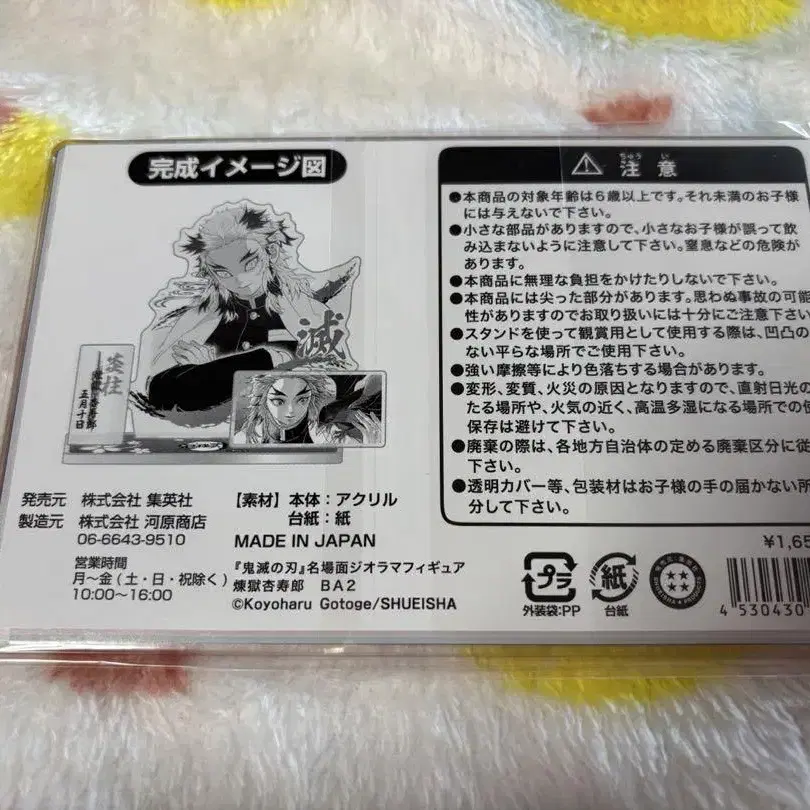 完成イメージ図
滅
炎柱
煉獄杏寿郎
五月十日
発売元 株式会社 集英社
製造元 株式会社 河原商店
06-6643-9510
営業時間
月~金(土・日・祝除く)
10:00~16:00
【素材】本体:アクリル
台紙:紙
MADE IN JAPAN
『鬼滅の刃』名場面ジオラマフィギュア
煉獄杏寿郎 BA2
©Koyoharu Gotoge/SHUEISHA
ちゅう い
注 意
●本商品の対象年齢は6歳以上です。それ未満のお子様
には与えないで下さい。
●小さな部品がありますので、小さなお子様が誤って飲
み込まないように注意して下さい。窒息などの危険が
あります。
●本商品に無理な負担をかけたりしないで下さい。
●本商品には尖った部分があります。思わぬ事故の可能
性がありますのでお取り扱いには十分にご注意下さい
●スタンドを使って観賞用として使用する際は、凹凸の
ない平らな場所でご使用下さい。
●強い摩擦等により色落ちする場合があります。
●変形、変質、火災の原因となりますので、直射日光の
たる場所や、火気の近く、高温多湿になる場所での
保存は避けて下さい。
●廃棄の際は、各地方自治体の定める廃棄区分に従
下さい。
●透明カバー等、包装材はお子様の手の届かない所
分して下さい。
¥1,65
プラ
外装袋:PP
紙
台紙
SHUEISHA
4 530430